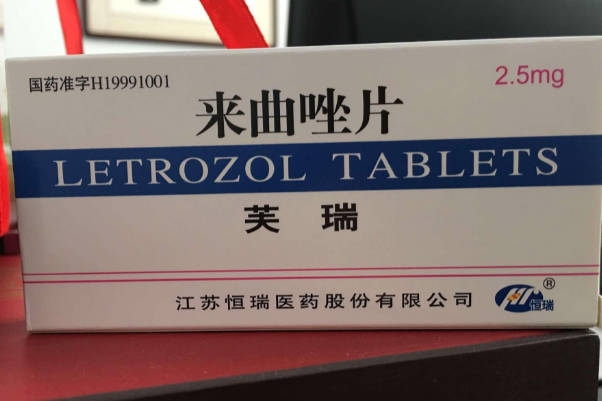 国药准字H19991001
2.5mg
来曲唑片
LETROZOL TABLETS
芙瑞
江苏恒瑞医药股份有限公司
HR
恒瑞
®